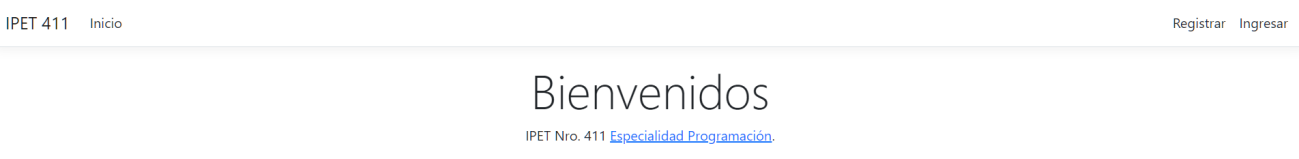 IPET 411 Inicio Registrar Ingresar
Bienvenidos
IPET Nro. 411 Especialidad Programación.